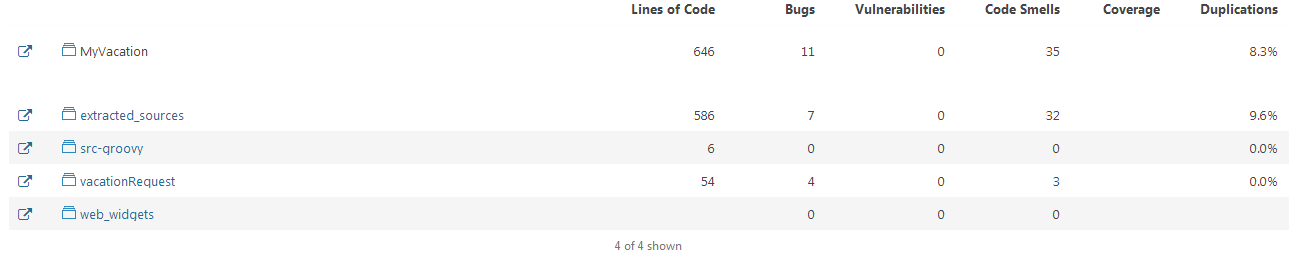 Lines of Code Bugs Vulnerabilities Code Smells Coverage Duplications
MyVacation 646 11 0 35 8.3%
extracted_sources 586 7 0 32 9.6%
src-groovy 6 0 0 0 0.0%
vacationRequest 54 4 0 3 0.0%
web_widgets 0 0 0
4 of 4 shown